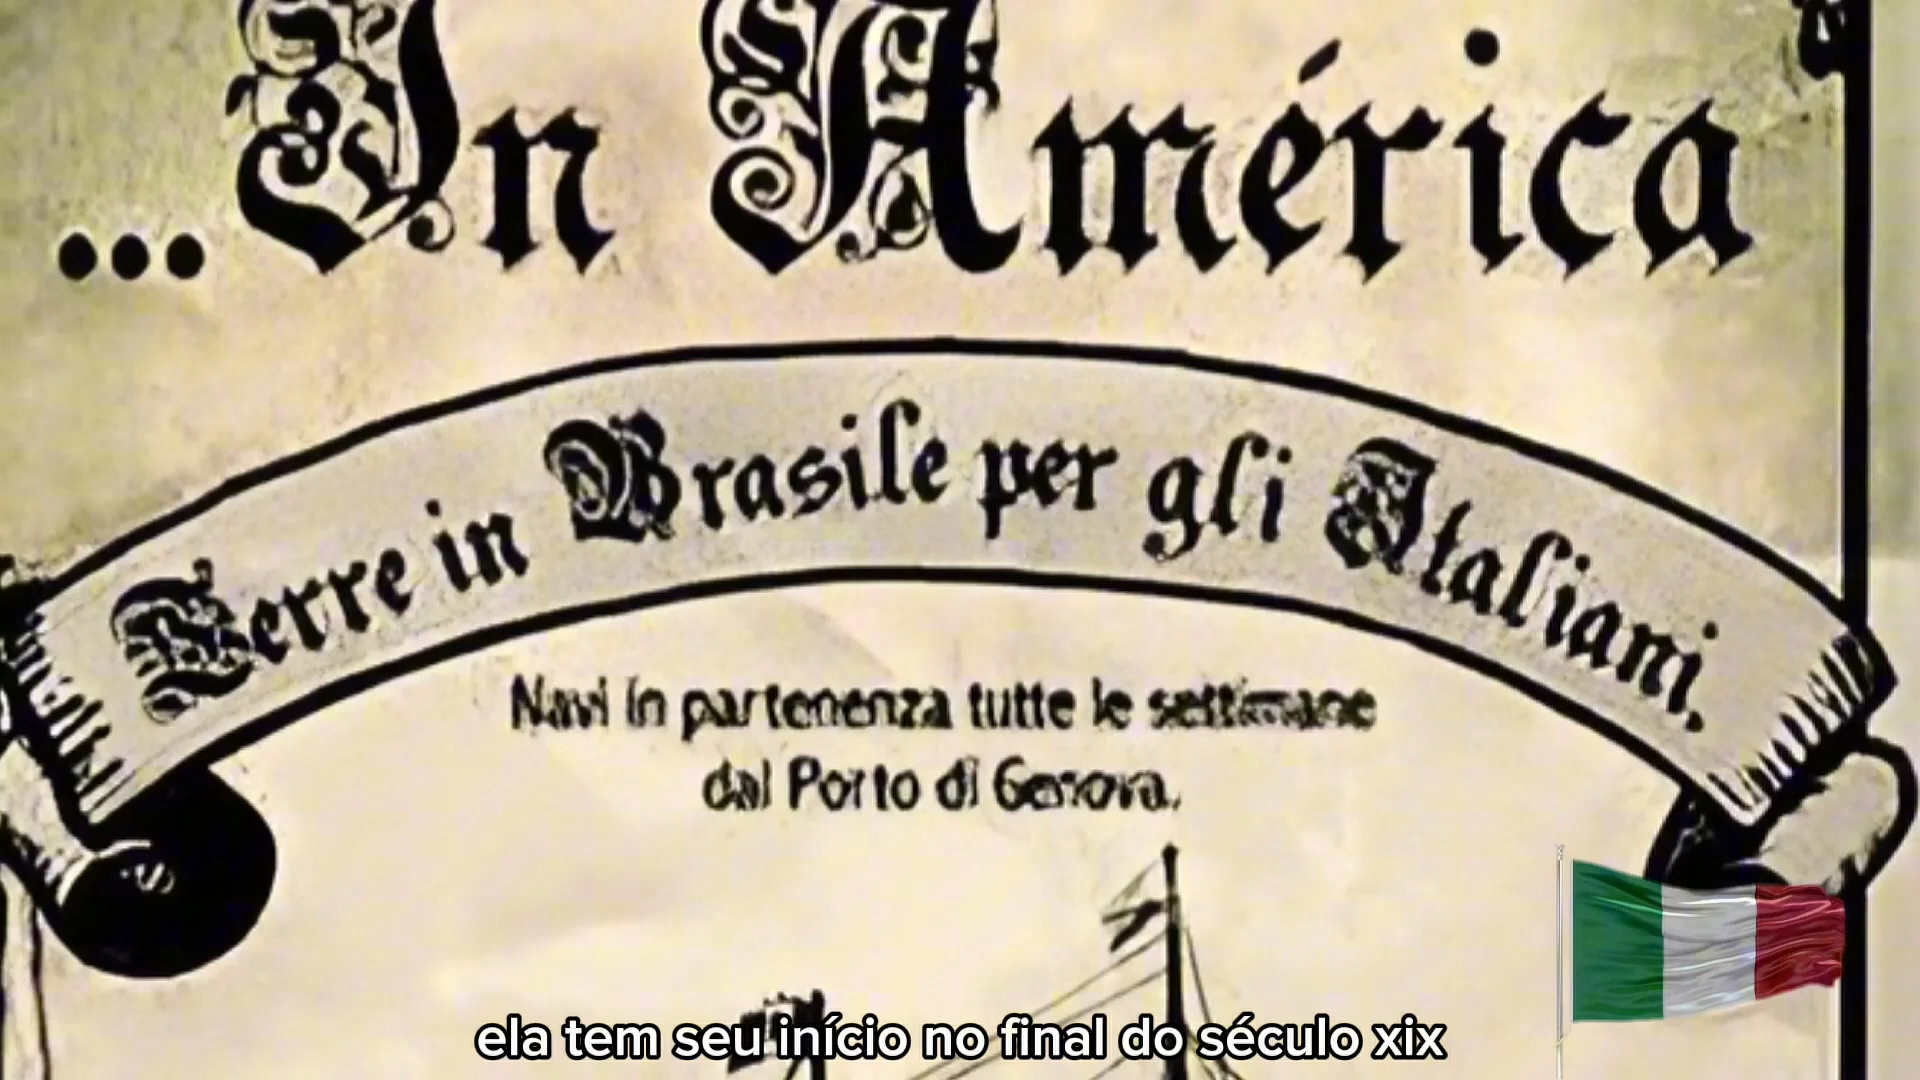 ...In América
Terre in Brasile per gli Italiani.
Navi in partenenza tutte le settimane
dal Porto di Genova.
ela tem seu início no final do século xix